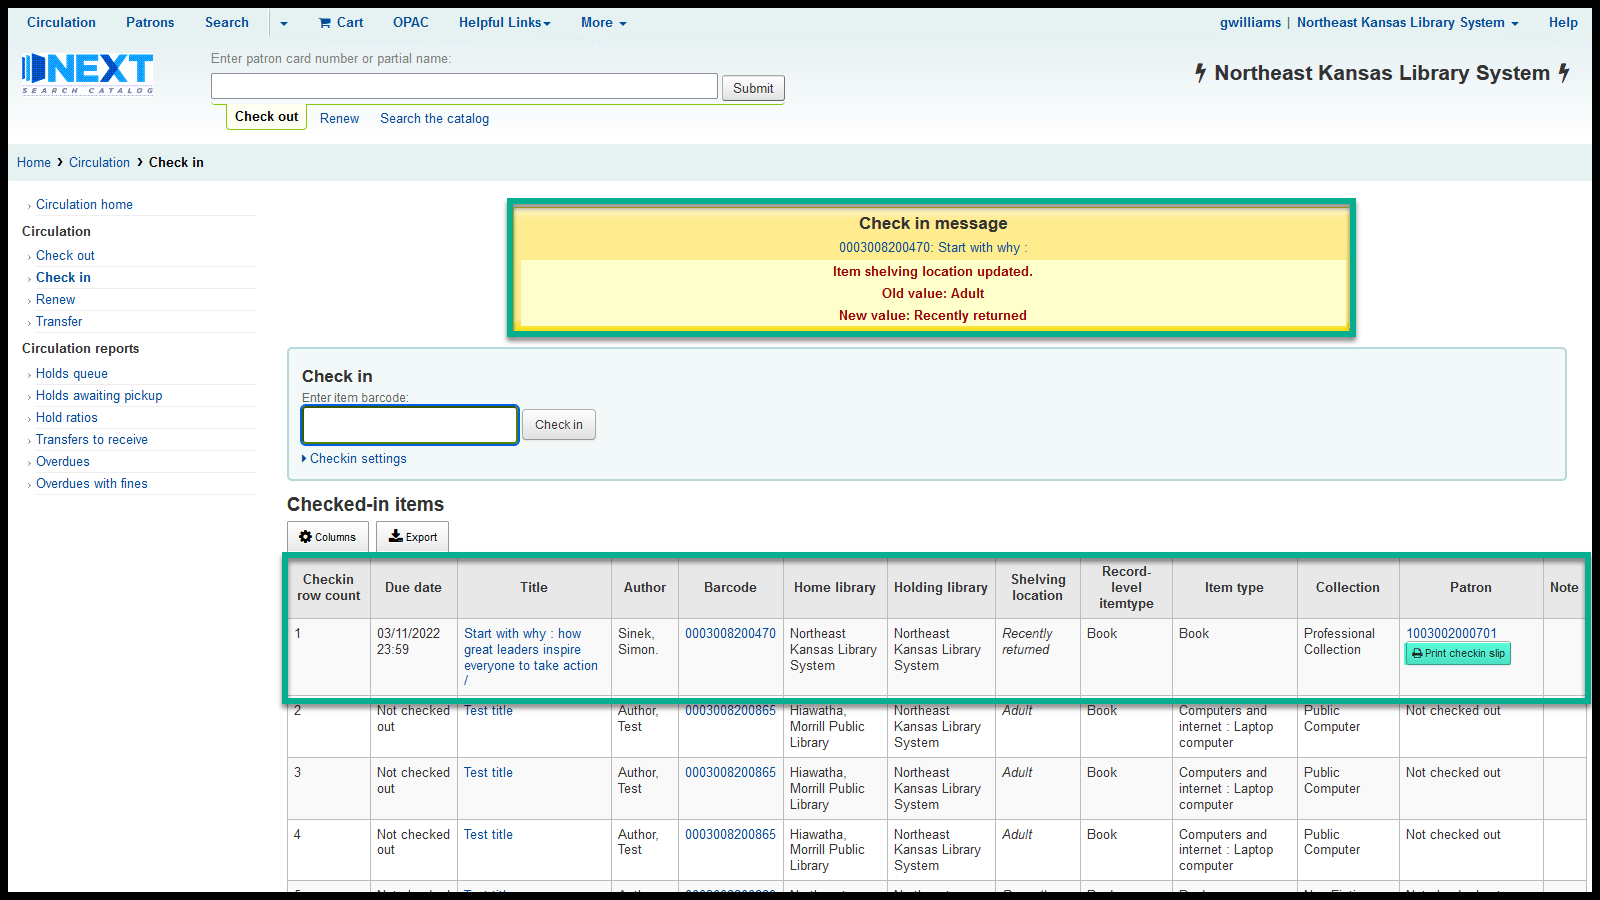 Circulation Patrons Search Cart OPAC Helpful Links More gwilliams | Northeast Kansas Library System Help
NEXT
SEARCH CATALOG
Enter patron card number or partial name:
Submit
Northeast Kansas Library System
Check out Renew Search the catalog
Home › Circulation › Check in
Circulation home
Circulation
Check out
Check in
Renew
Transfer
Circulation reports
Holds queue
Holds awaiting pickup
Hold ratios
Transfers to receive
Overdues
Overdues with fines
Check in message
0003008200470: Start with why :
Item shelving location updated.
Old value: Adult
New value: Recently returned
Check in
Enter item barcode:
Check in
Checkin settings
Checked-in items
Columns Export
Checkin row count Due date Title Author Barcode Home library Holding library Shelving location Record-level itemtype Item type Collection Patron Note
1 03/11/2022 23:59 Start with why : how great leaders inspire everyone to take action / Sinek, Simon. 0003008200470 Northeast Kansas Library System Northeast Kansas Library System Recently returned Book Book Professional Collection 1003002000701 Print checkin slip
2 Not checked out Test title Author, Test 0003008200865 Hiawatha, Morrill Public Library Northeast Kansas Library System Adult Book Computers and internet : Laptop computer Public Computer Not checked out
3 Not checked out Test title Author, Test 0003008200865 Hiawatha, Morrill Public Library Northeast Kansas Library System Adult Book Computers and internet : Laptop computer Public Computer Not checked out
4 Not checked out Test title Author, Test 0003008200865 Hiawatha, Morrill Public Library Northeast Kansas Library System Adult Book Computers and internet : Laptop computer Public Computer Not checked out